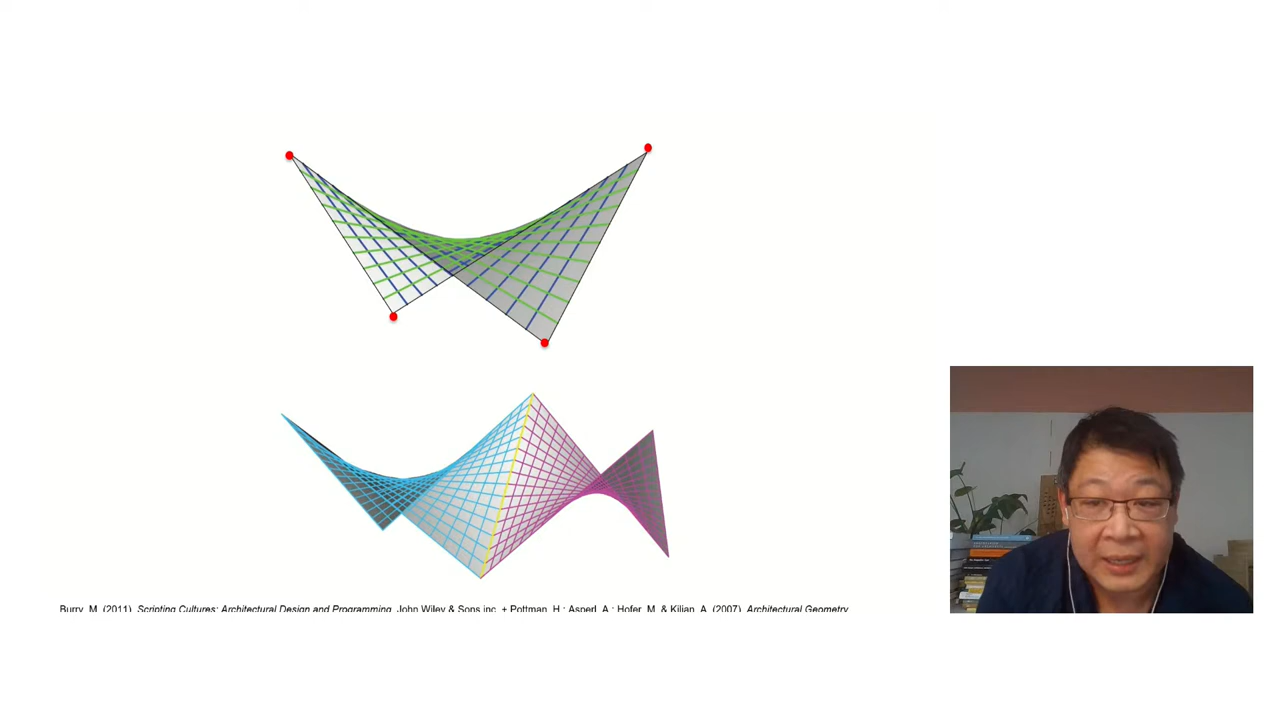 Burry, M. (2011). Scripting Cultures: Architectural Design and Programming. John Wiley & Sons inc. + Pottman, H.; Asperl, A.; Hofer, M. & Kilian, A. (2007). Architectural Geometry